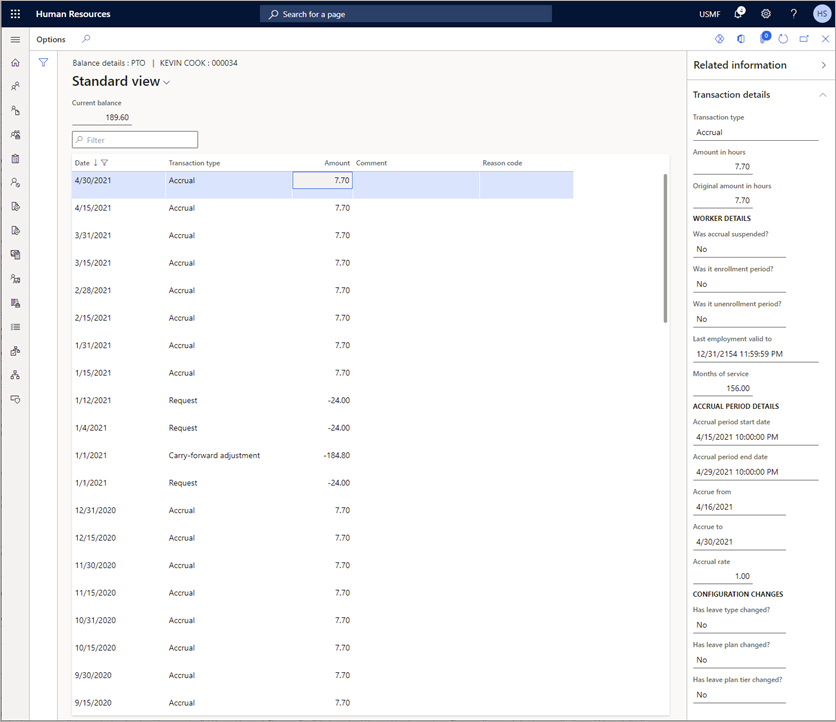 Human Resources
Search for a page
USMF
2
?
HS
Options
0
Balance details : PTO | KEVIN COOK : 000034
Standard view
Current balance
189.60
Filter
Date Transaction type Amount Comment Reason code
4/30/2021 Accrual 7.70
4/15/2021 Accrual 7.70
3/31/2021 Accrual 7.70
3/15/2021 Accrual 7.70
2/28/2021 Accrual 7.70
2/15/2021 Accrual 7.70
1/31/2021 Accrual 7.70
1/15/2021 Accrual 7.70
1/12/2021 Request -24.00
1/4/2021 Request -24.00
1/1/2021 Carry-forward adjustment -184.80
1/1/2021 Request -24.00
12/31/2020 Accrual 7.70
12/15/2020 Accrual 7.70
11/30/2020 Accrual 7.70
11/15/2020 Accrual 7.70
10/31/2020 Accrual 7.70
10/15/2020 Accrual 7.70
9/30/2020 Accrual 7.70
9/15/2020 Accrual 7.70
Related information
Transaction details
Transaction type
Accrual
Amount in hours
7.70
Original amount in hours
7.70
WORKER DETAILS
Was accrual suspended?
No
Was it enrollment period?
No
Was it unenrollment period?
No
Last employment valid to
12/31/2154 11:59:59 PM
Months of service
156.00
ACCRUAL PERIOD DETAILS
Accrual period start date
4/15/2021 10:00:00 PM
Accrual period end date
4/29/2021 10:00:00 PM
Accrue from
4/16/2021
Accrue to
4/30/2021
Accrual rate
1.00
CONFIGURATION CHANGES
Has leave type changed?
No
Has leave plan changed?
No
Has leave plan tier changed?
No